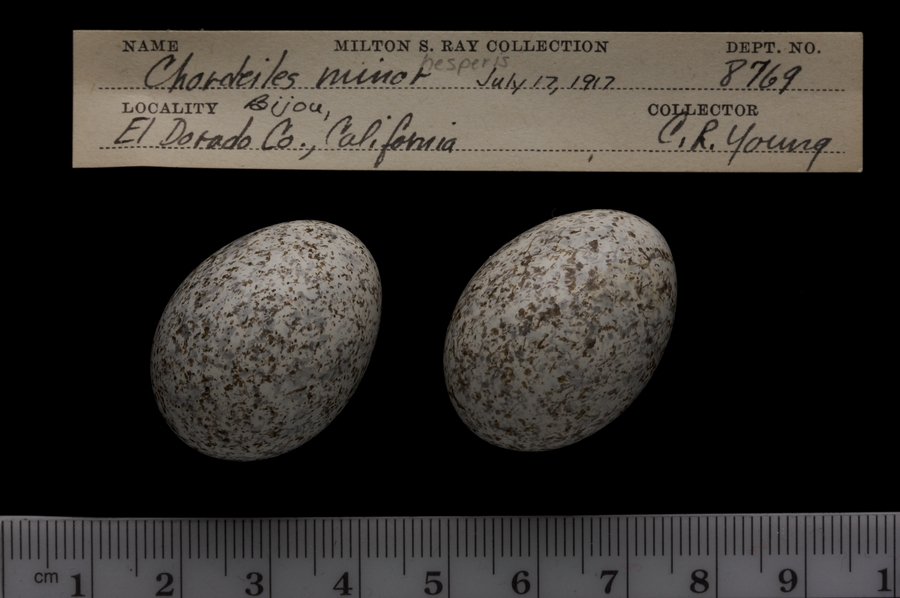 NAME MILTON S. RAY COLLECTION DEPT. NO.
Chordeiles minor hesperis July 17, 1917 8769
LOCALITY Bijou, COLLECTOR
El Dorado Co., California C. R. Young
cm 1 2 3 4 5 6 7 8 9 1